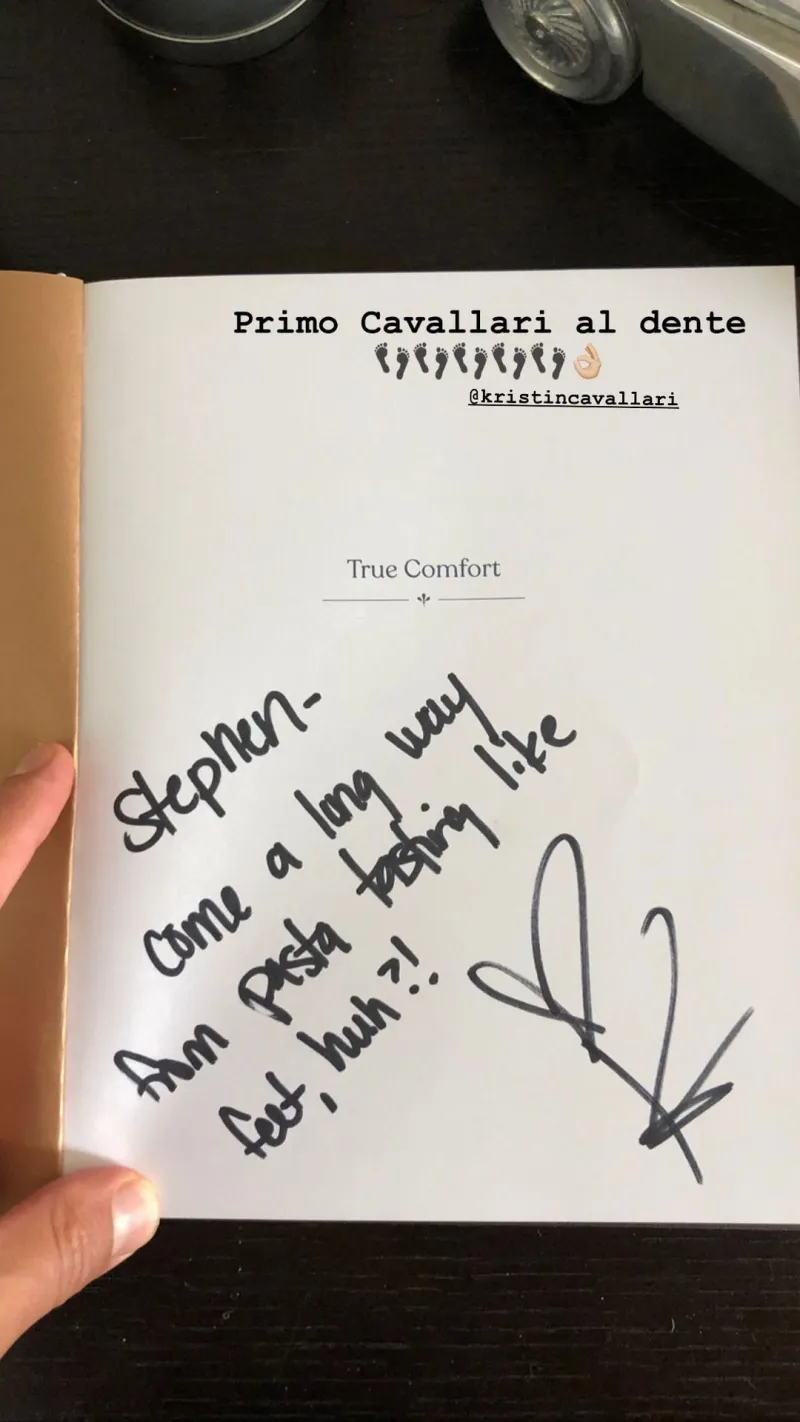 Primo Cavallari al dente
👣👣👣👣👣👌🏻
@kristincavallari
True Comfort
Stephen-
come a long way
from pasta tasting like
feet, huh?!